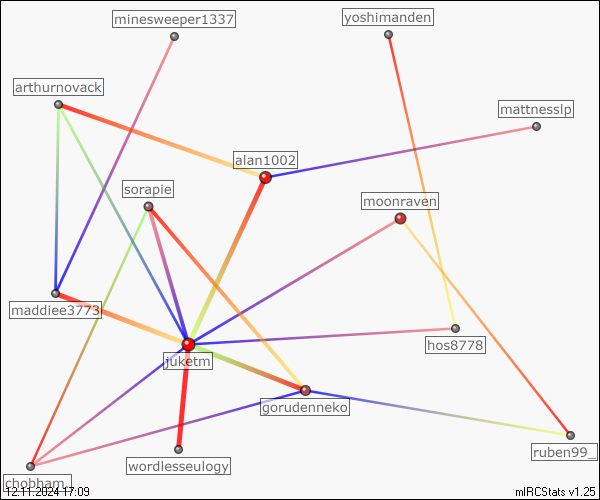 minesweeper1337
yoshimanden
arthurnovack
mattnesslp
alan1002
sorapie
moonraven
maddiee3773
hos8778
juketm
gorudenneko
ruben99_
wordlesseulogy
chobham_
12.11.2024 17:09
mIRCStats v1.25